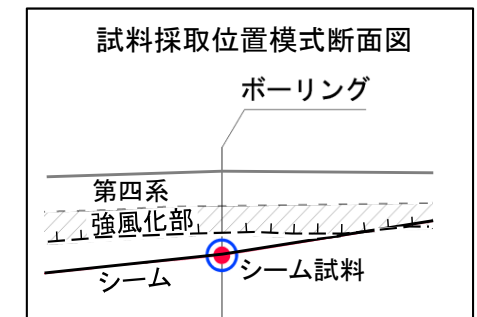 試料採取位置模式断面図
ボーリング
第四系
強風化部
シーム試料
シーム